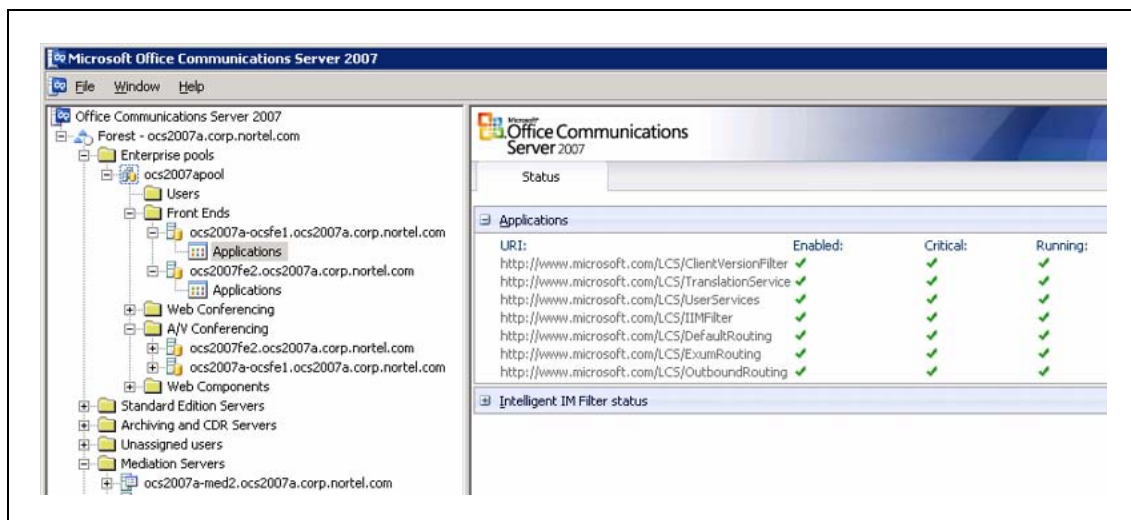 Microsoft Office Communications Server 2007
File Window Help
Office Communications Server 2007
Forest - ocs2007a.corp.nortel.com
Enterprise pools
ocs2007apool
Users
Front Ends
ocs2007a-ocsfe1.ocs2007a.corp.nortel.com
Applications
ocs2007fe2.ocs2007a.corp.nortel.com
Applications
Web Conferencing
A/V Conferencing
ocs2007fe2.ocs2007a.corp.nortel.com
ocs2007a-ocsfe1.ocs2007a.corp.nortel.com
Web Components
Standard Edition Servers
Archiving and CDR Servers
Unassigned users
Mediation Servers
ocs2007a-med2.ocs2007a.corp.nortel.com
Microsoft
Office Communications
Server 2007
Status
Applications
URI: Enabled: Critical: Running:
http://www.microsoft.com/LCS/ClientVersionFilter
http://www.microsoft.com/LCS/TranslationService
http://www.microsoft.com/LCS/UserServices
http://www.microsoft.com/LCS/IIMFilter
http://www.microsoft.com/LCS/DefaultRouting
http://www.microsoft.com/LCS/ExumRouting
http://www.microsoft.com/LCS/OutboundRouting
Intelligent IM Filter status